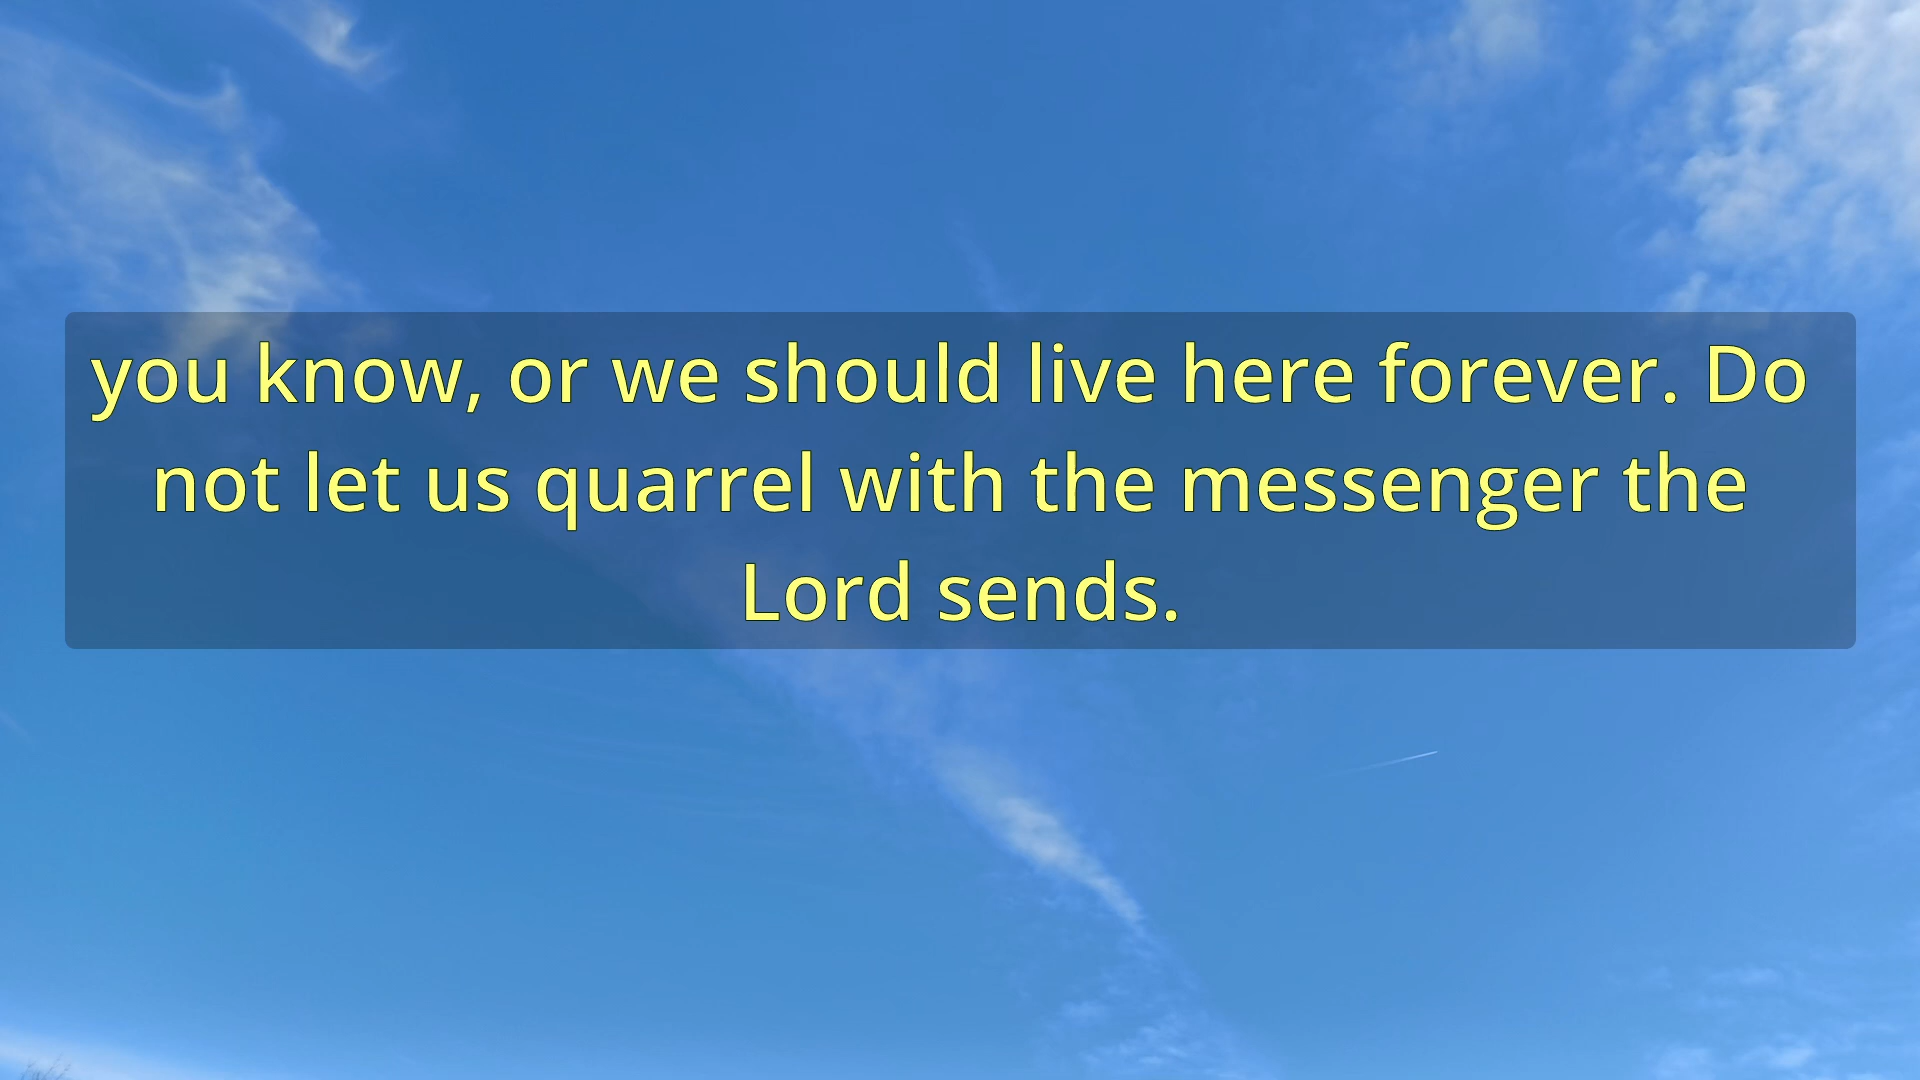 you know, or we should live here forever. Do
not let us quarrel with the messenger the
Lord sends.